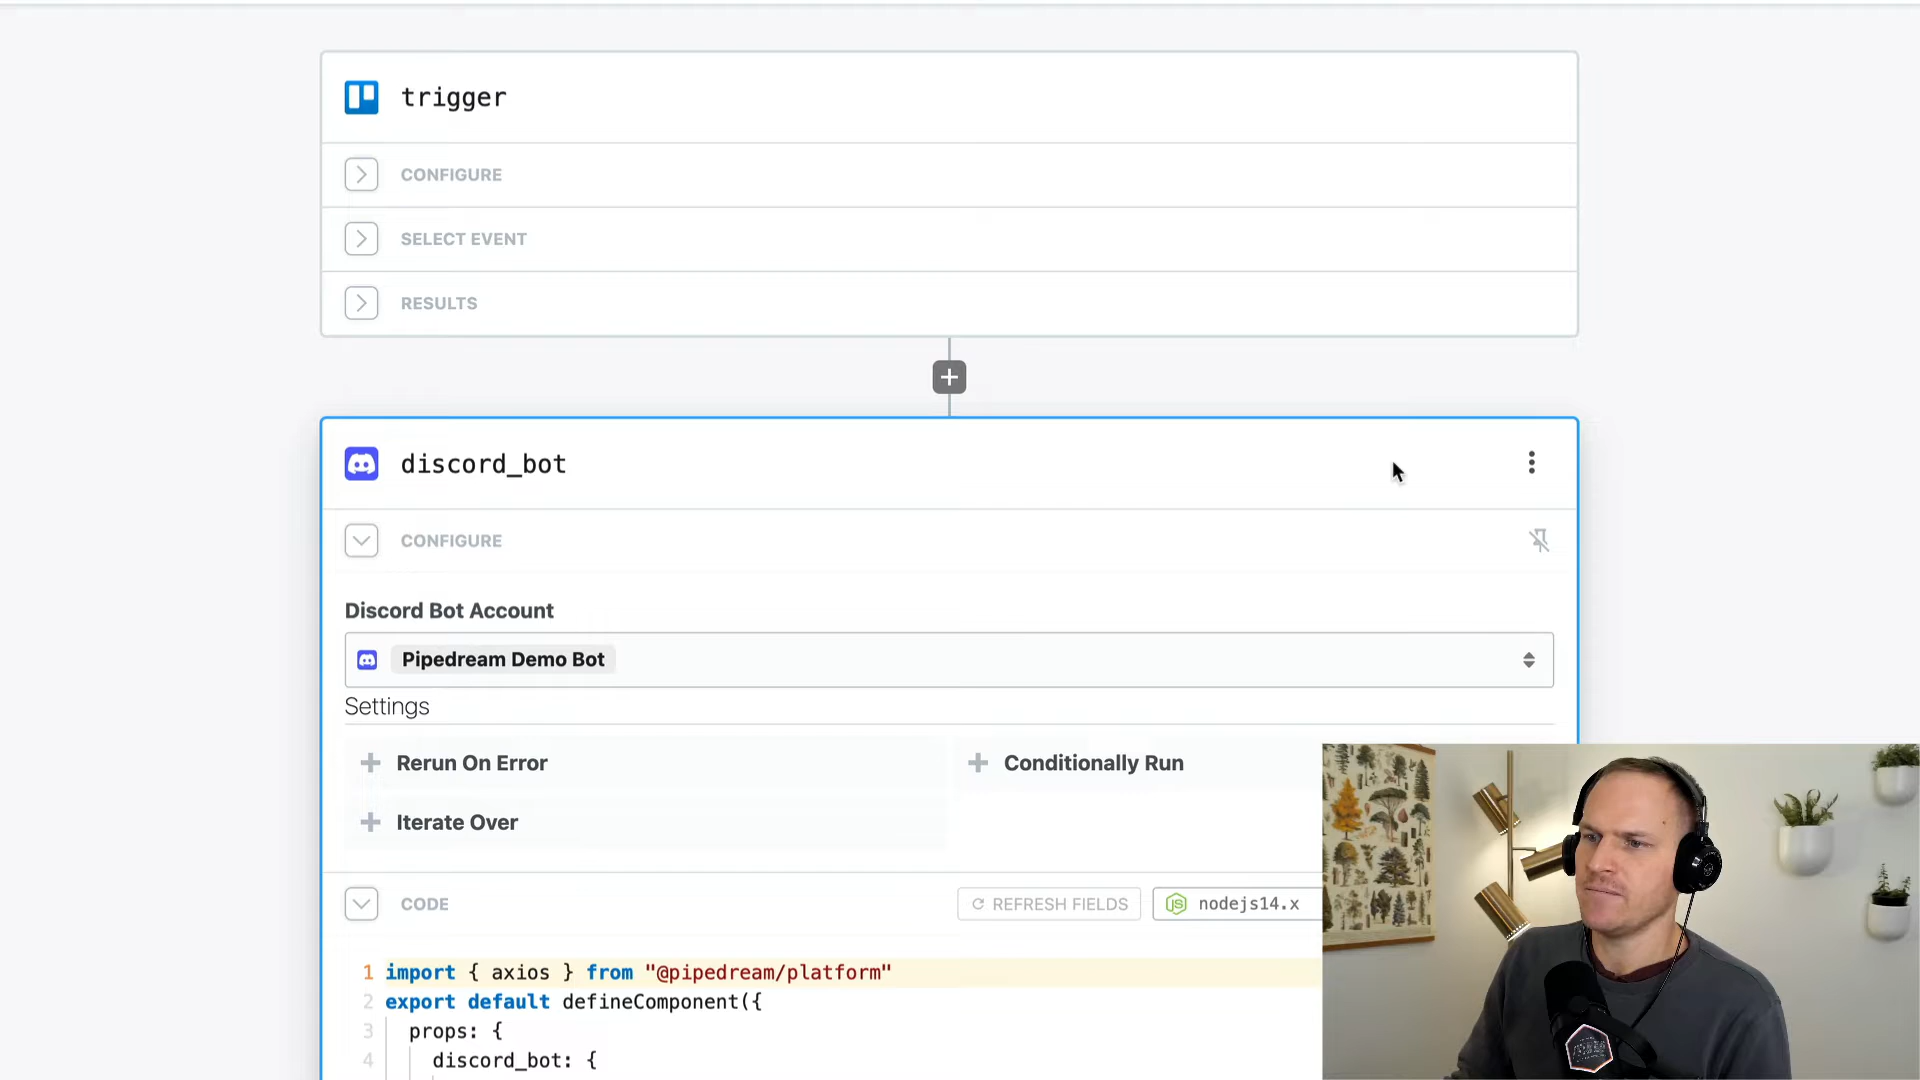 trigger
CONFIGURE
SELECT EVENT
RESULTS
discord_bot
CONFIGURE
Discord Bot Account
Pipedream Demo Bot
Settings
Rerun On Error
Conditionally Run
Iterate Over
CODE
REFRESH FIELDS
nodejs14.x
1 import { axios } from "@pipedream/platform"
2 export default defineComponent({
3 props: {
4 discord_bot: {